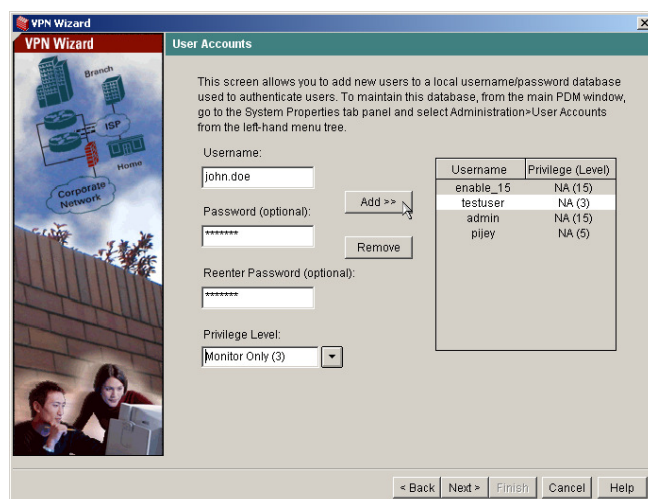 VPN Wizard
VPN Wizard
User Accounts
Branch
ISP
Home
Corporate
Network
This screen allows you to add new users to a local username/password database
used to authenticate users. To maintain this database, from the main PDM window,
go to the System Properties tab panel and select Administration>User Accounts
from the left-hand menu tree.
Username:
john.doe
Password (optional):
*******
Reenter Password (optional):
*******
Privilege Level:
Monitor Only (3)
Add >>
Remove
Username Privilege (Level)
enable_15 NA (15)
testuser NA (3)
admin NA (15)
pijey NA (5)
< Back Next > Finish Cancel Help